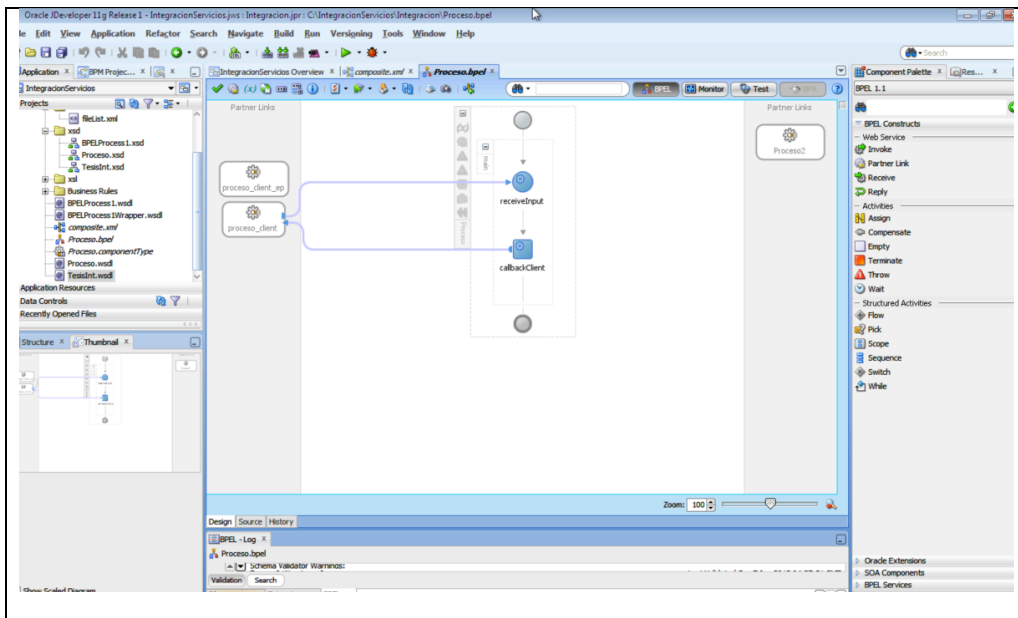 Oracle JDeveloper 11g Release 1 - IntegracionServicios.jws : Integracion.jpr : C:\IntegracionServicios\Integracion\Proceso.bpel
le Edit View Application Refactor Search Navigate Build Run Versioning Tools Window Help
Search
Application BPM Projec...
IntegracionServicios Overview composite.xml Proceso.bpel
Component Palette Res...
IntegracionServicios
BPEL Monitor Test
BPEL 1.1
Projects
fileList.xml
xsd
BPELProcess1.xsd
Proceso.xsd
TesisInt.xsd
xsl
Business Rules
BPELProcess1.wsdl
BPELProcess1Wrapper.wsdl
composite.xml
Proceso.bpel
Proceso.componentType
Proceso.wsdl
TesisInt.wsdl
Application Resources
Data Controls
Recently Opened Files
Structure Thumbnail
Show Scaled Diagram
Partner Links
proceso_client_ep
proceso_client
main
Proceso
receiveInput
callbackClient
Partner Links
Proceso2
Zoom: 100
Design Source History
BPEL - Log
Proceso.bpel
Schema Validator Warnings:
Validation Search
BPEL Constructs
Web Service
Invoke
Partner Link
Receive
Reply
Activities
Assign
Compensate
Empty
Terminate
Throw
Wait
Structured Activities
Flow
Pick
Scope
Sequence
Switch
While
Oracle Extensions
SOA Components
BPEL Services